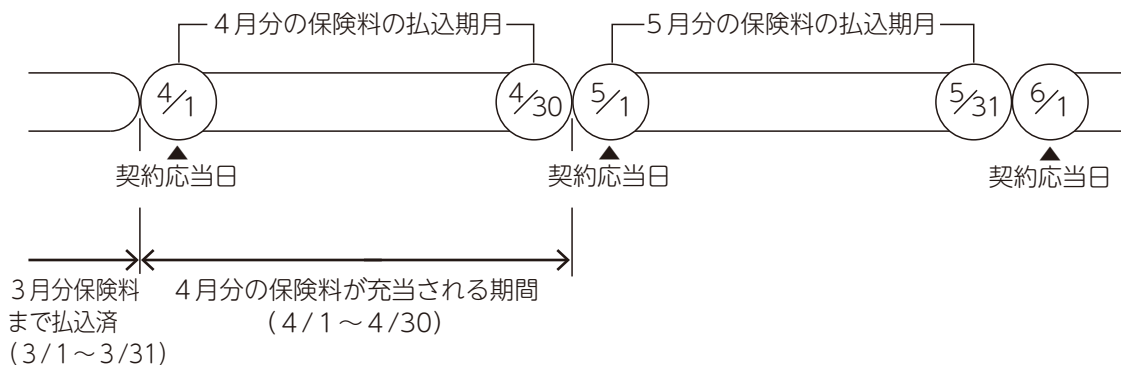 4月分の保険料の払込期月 5月分の保険料の払込期月
4/1 4/30 5/1 5/31 6/1
契約応当日 契約応当日 契約応当日
3月分保険料
まで払込済
(3/1~3/31)
4月分の保険料が充当される期間
(4/1~4/30)